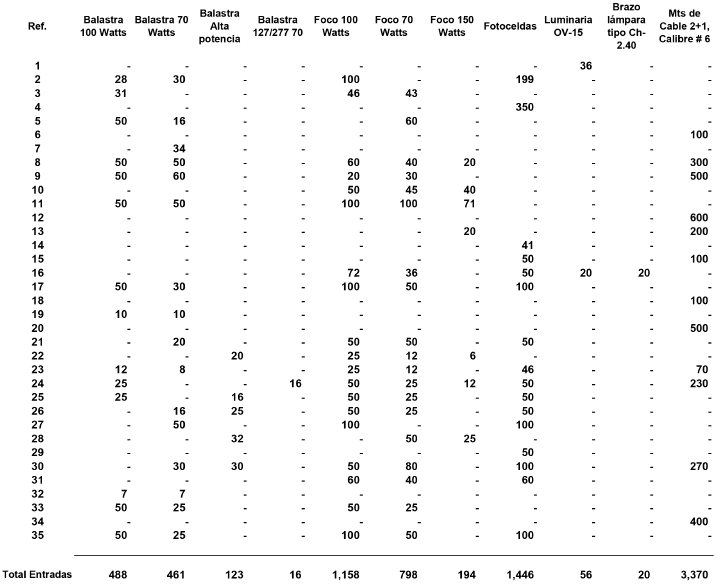 Ref. Balastra 100 Watts Balastra 70 Watts Balastra Alta potencia Balastra 127/277 70 Foco 100 Watts Foco 70 Watts Foco 150 Watts Fotoceldas Luminaria OV-15 Brazo lámpara tipo Ch-2.40 Mts de Cable 2+1, Calibre # 6
1 - - - - - - - - 36 - -
2 28 30 - - 100 - - 199 - - -
3 31 - - - 46 43 - - - - -
4 - - - - - - - 350 - - -
5 50 16 - - - 60 - - - - -
6 - - - - - - - - - - 100
7 - 34 - - - - - - - - -
8 50 50 - - 60 40 20 - - - 300
9 50 60 - - 20 30 - - - - 500
10 - - - - 50 45 40 - - - -
11 50 50 - - 100 100 71 - - - -
12 - - - - - - - - - - 600
13 - - - - - - 20 - - - 200
14 - - - - - - - 41 - - -
15 - - - - - - - 50 - - 100
16 - - - - 72 36 - 50 20 20 -
17 50 30 - - 100 50 - 100 - - -
18 - - - - - - - - - - 100
19 10 10 - - - - - - - - -
20 - - - - - - - - - - 500
21 - 20 - - 50 50 - 50 - - -
22 - - 20 - 25 12 6 - - - -
23 12 8 - - 25 12 - 46 - - 70
24 25 - - 16 50 25 12 50 - - 230
25 25 - 16 - 50 25 - 50 - - -
26 - 16 25 - 50 25 - 50 - - -
27 - 50 - - 100 - - 100 - - -
28 - - 32 - - 50 25 - - - -
29 - - - - - - - 50 - - -
30 - 30 30 - 50 80 - 100 - - 270
31 - - - - 60 40 - 60 - - -
32 7 7 - - - - - - - - -
33 50 25 - - 50 25 - - - - -
34 - - - - - - - - - - 400
35 50 25 - - 100 50 - 100 - - -
Total Entradas 488 461 123 16 1,158 798 194 1,446 56 20 3,370